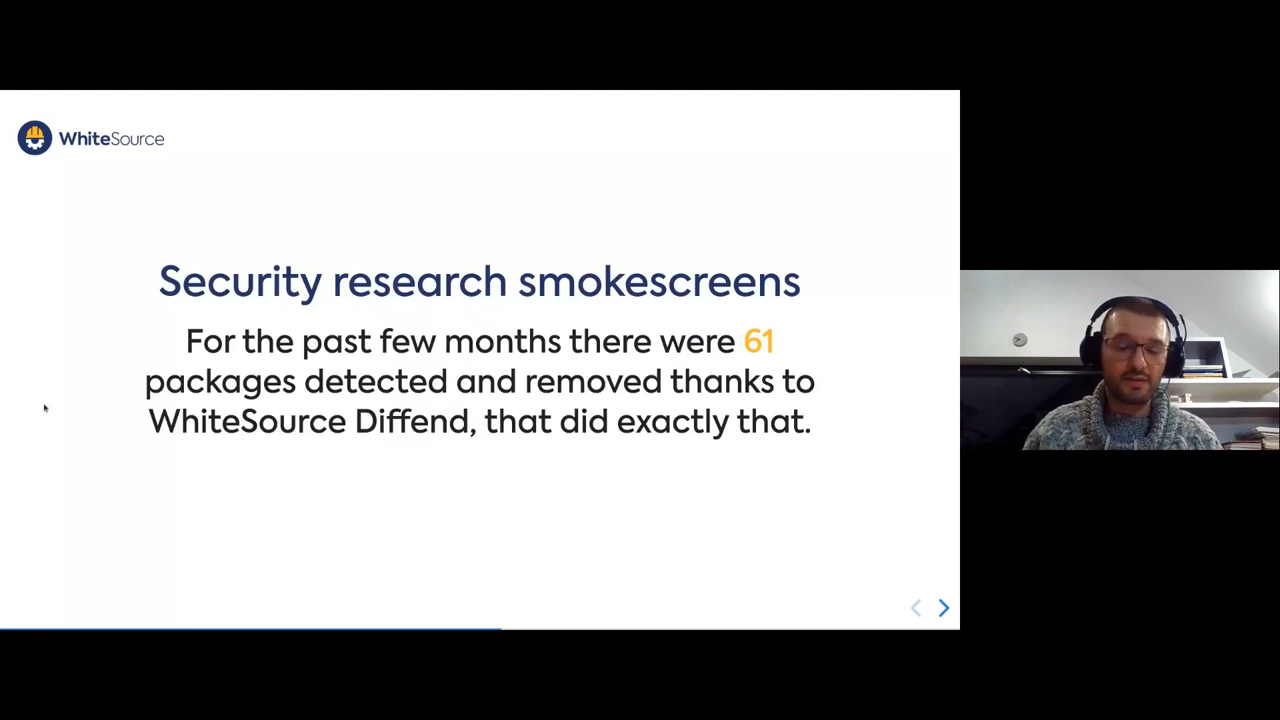 WhiteSource
Security research smokescreens
For the past few months there were 61
packages detected and removed thanks to
WhiteSource Diffend, that did exactly that.